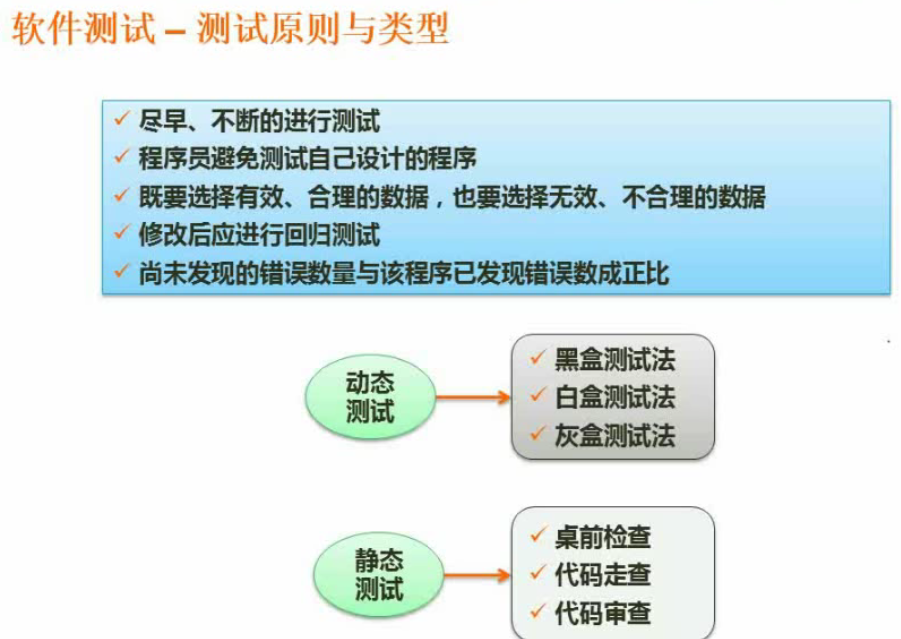 软件测试 – 测试原则与类型
✓ 尽早、不断的进行测试
✓ 程序员避免测试自己设计的程序
✓ 既要选择有效、合理的数据，也要选择无效、不合理的数据
✓ 修改后应进行回归测试
✓ 尚未发现的错误数量与该程序已发现错误数成正比
动态
测试
✓ 黑盒测试法
✓ 白盒测试法
✓ 灰盒测试法
静态
测试
✓ 桌前检查
✓ 代码走查
✓ 代码审查